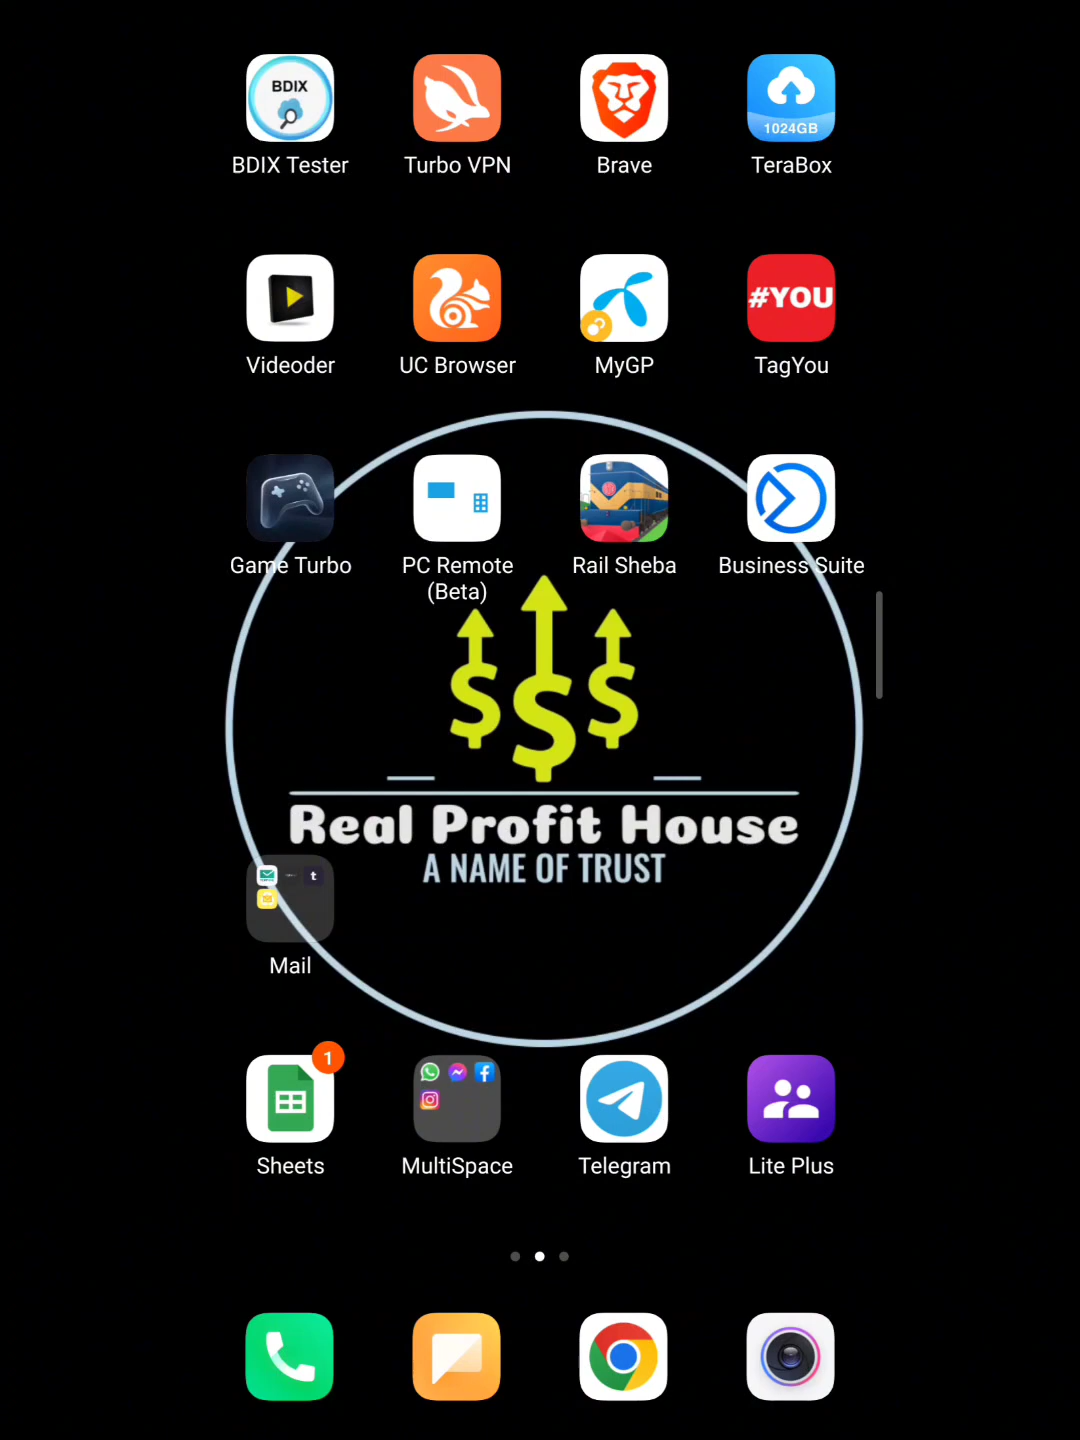 BDIX
1024GB
BDIX Tester
Turbo VPN
Brave
TeraBox
#YOU
Videoder
UC Browser
MyGP
TagYou
Game Turbo
PC Remote
(Beta)
Rail Sheba
Business Suite
$ $ $
Real Profit House
A NAME OF TRUST
t
Mail
1
Sheets
MultiSpace
Telegram
Lite Plus